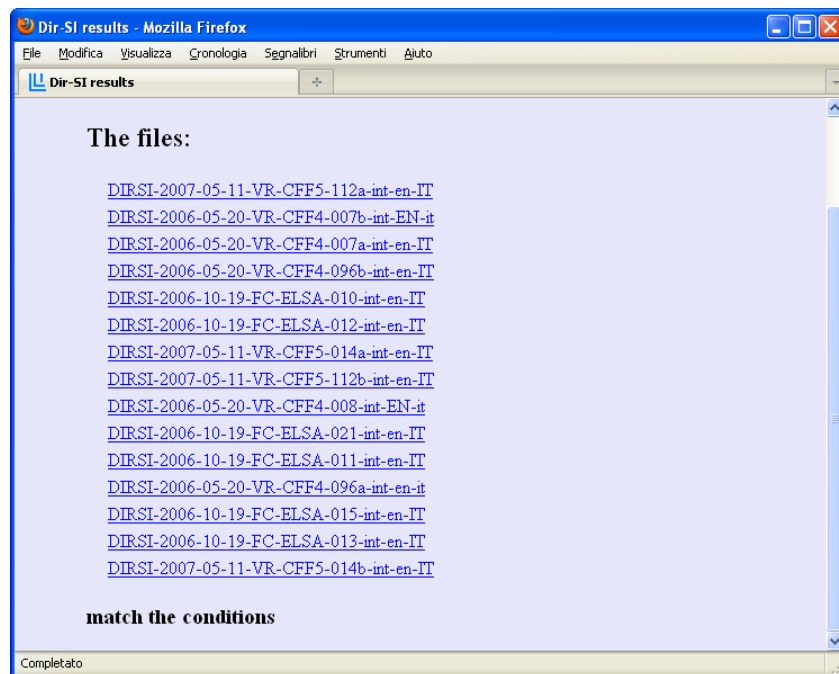 Dir-SI results - Mozilla Firefox
File Modifica Visualizza Cronologia Segnalibri Strumenti Aiuto
Dir-SI results
The files:
DIRSI-2007-05-11-VR-CFF5-112a-int-en-IT
DIRSI-2006-05-20-VR-CFF4-007b-int-EN-it
DIRSI-2006-05-20-VR-CFF4-007a-int-en-IT
DIRSI-2006-05-20-VR-CFF4-096b-int-en-IT
DIRSI-2006-10-19-FC-ELSA-010-int-en-IT
DIRSI-2006-10-19-FC-ELSA-012-int-en-IT
DIRSI-2007-05-11-VR-CFF5-014a-int-en-IT
DIRSI-2007-05-11-VR-CFF5-112b-int-en-IT
DIRSI-2006-05-20-VR-CFF4-008-int-EN-it
DIRSI-2006-10-19-FC-ELSA-021-int-en-IT
DIRSI-2006-10-19-FC-ELSA-011-int-en-IT
DIRSI-2006-05-20-VR-CFF4-096a-int-en-it
DIRSI-2006-10-19-FC-ELSA-015-int-en-IT
DIRSI-2006-10-19-FC-ELSA-013-int-en-IT
DIRSI-2007-05-11-VR-CFF5-014b-int-en-IT
match the conditions
Completato